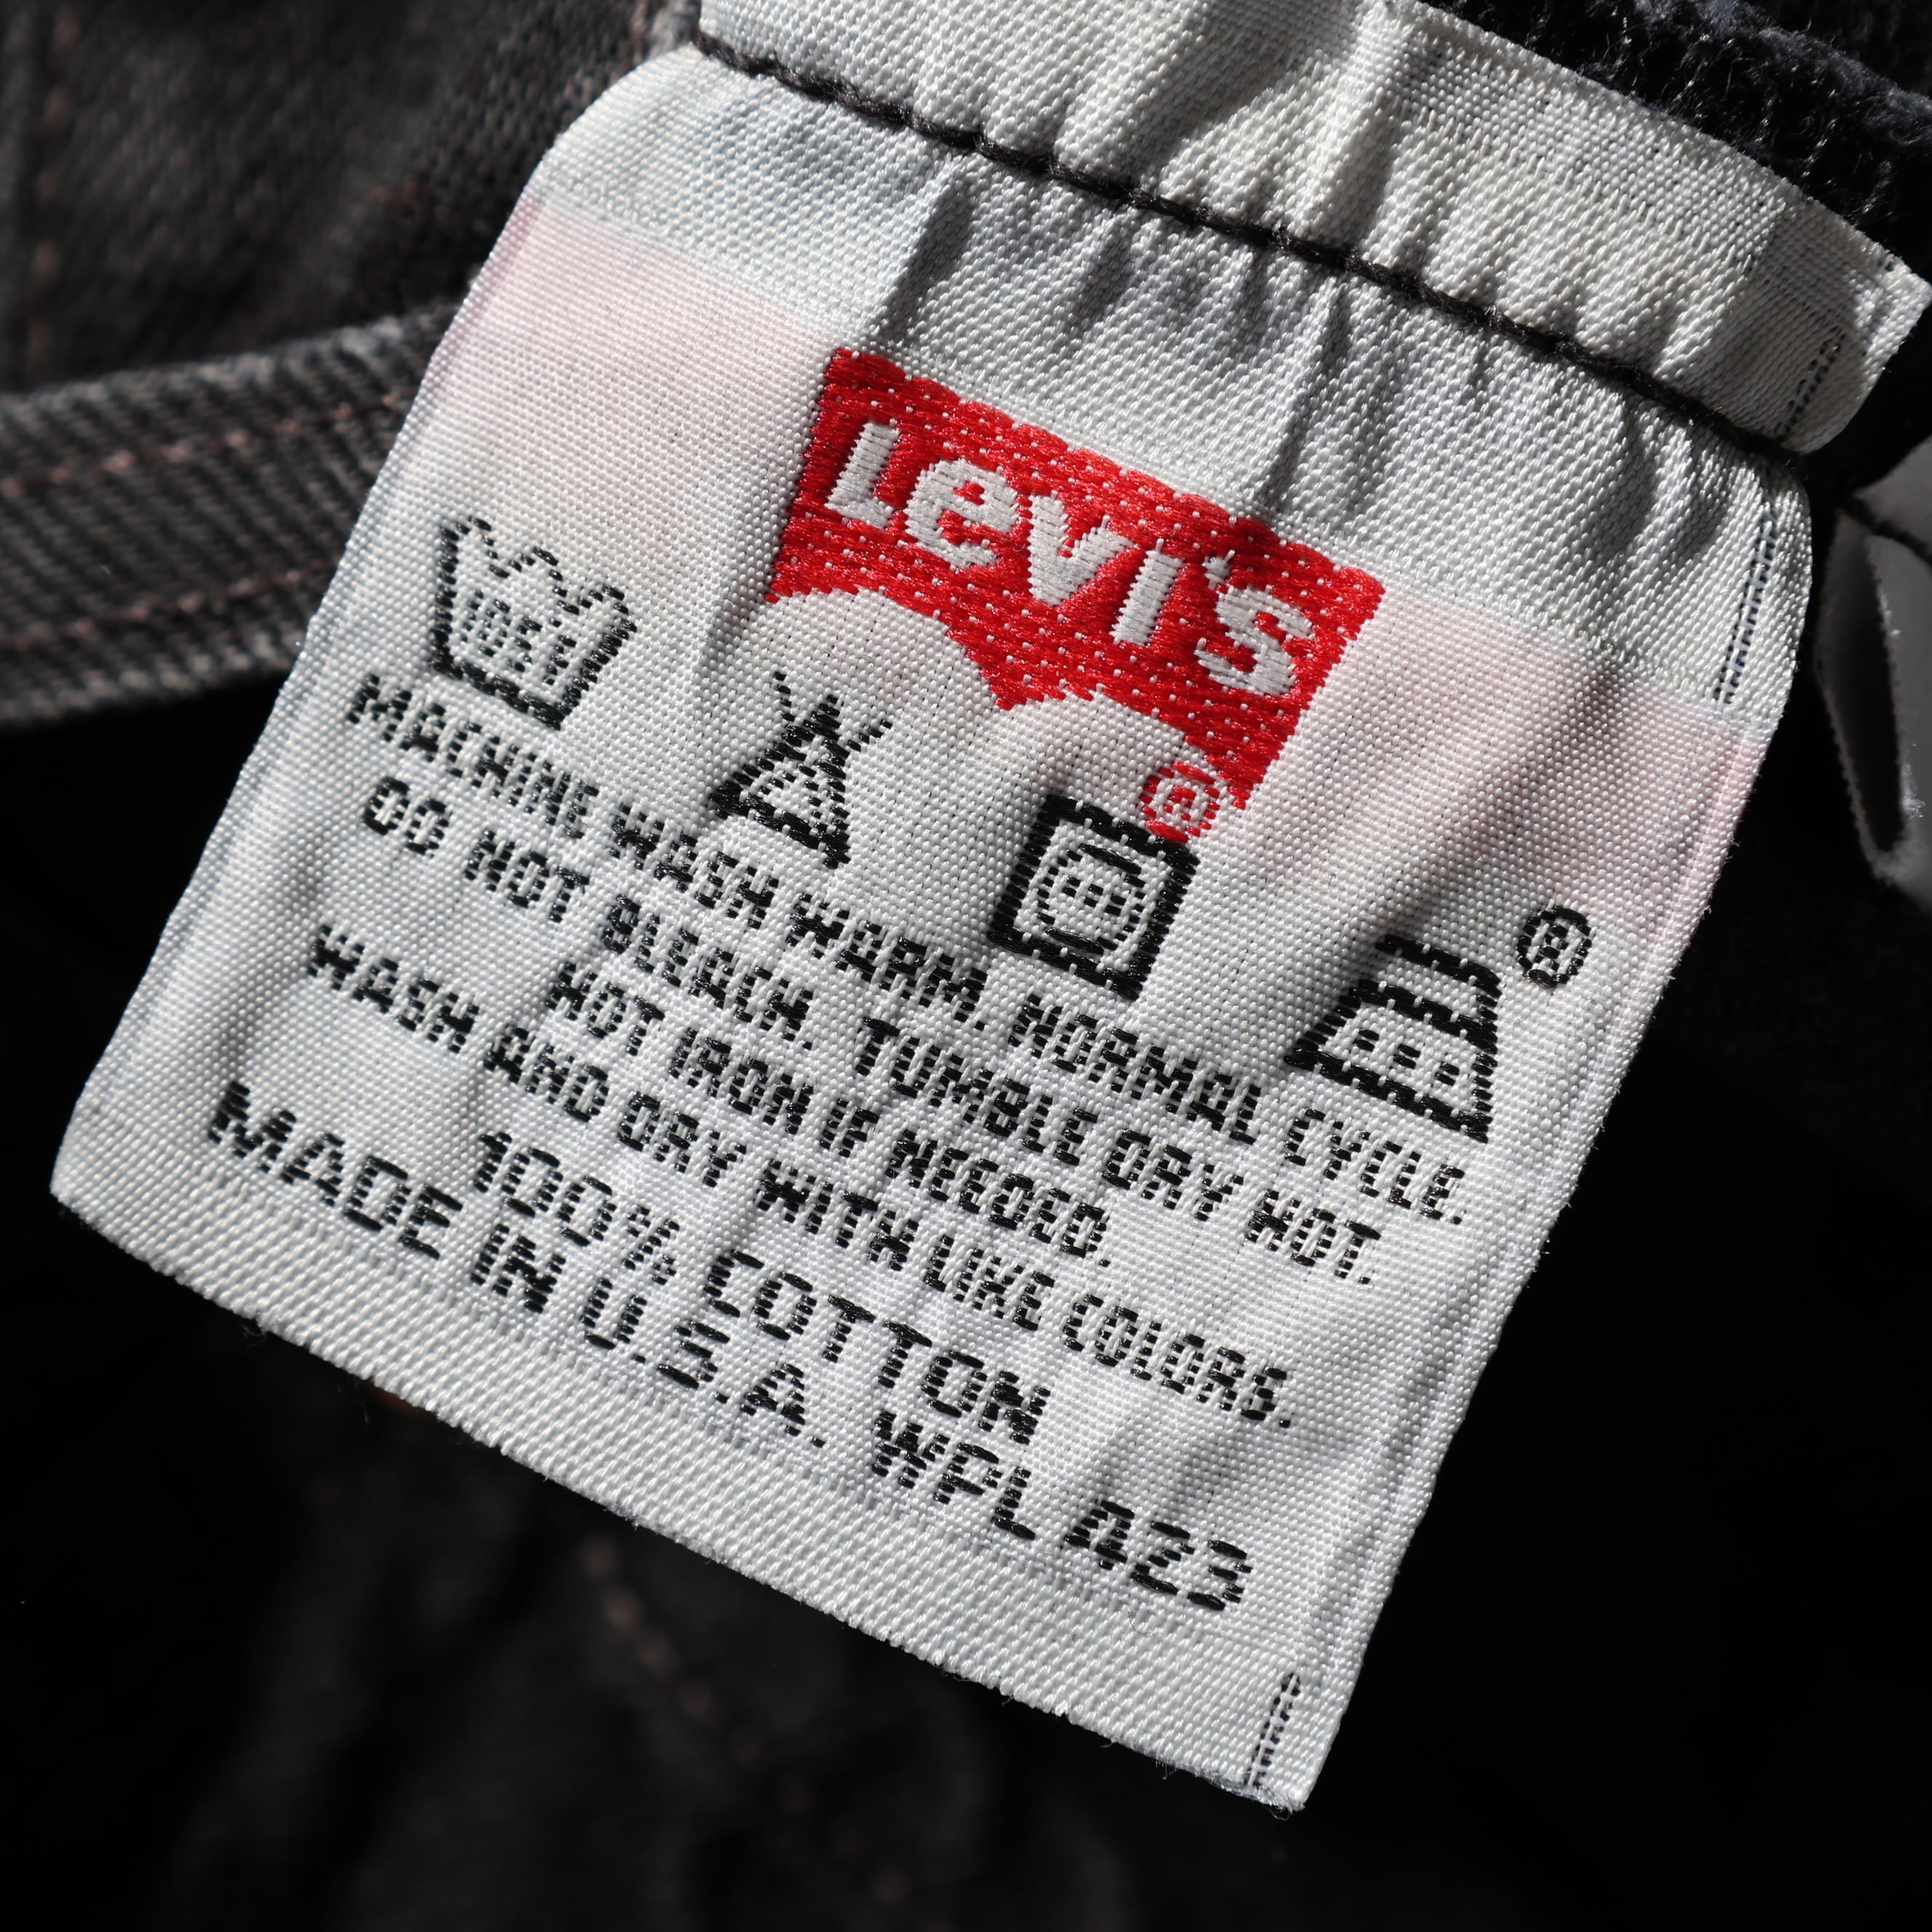 Levi's
®
105F
®
MACHINE WASH WARM. NORMAL CYCLE.
DO NOT BLEACH. TUMBLE DRY HOT.
HOT IRON IF NEEDED.
WASH AND DRY WITH LIKE COLORS.
100% COTTON
MADE IN U.S.A. WPL 423